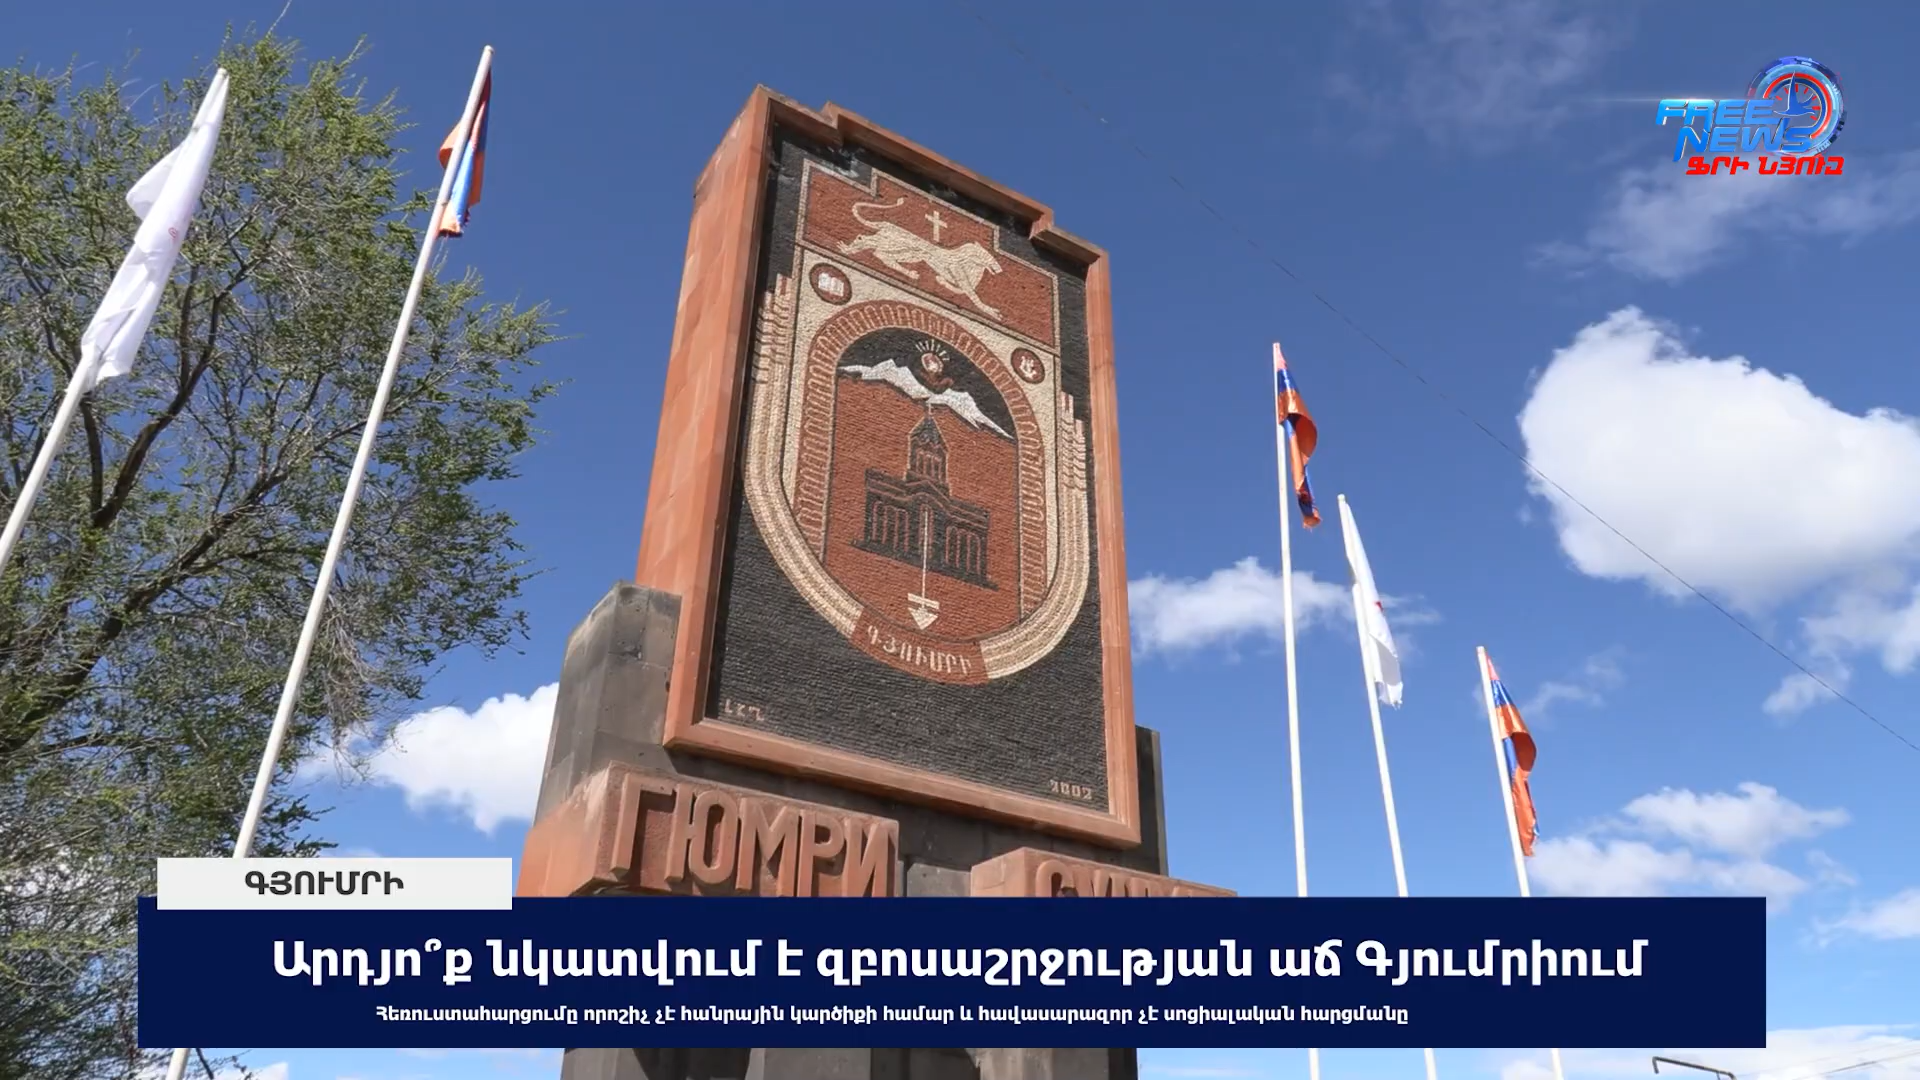 FREE
NEWS
ՖՐԻ ՆՅՈՒԶ
ԳՅՈՒՄՐԻ
ԼՀՂ
2002
ГЮМРИ
ԳՅՈՒՄՐԻ
Արդյո՞ք նկատվում է զբոսաշրջության աճ Գյումրիում
Հեռուստահարցումը որոշիչ չէ հանրային կարծիքի համար և հավասարազոր չէ սոցիալական հարցմանը